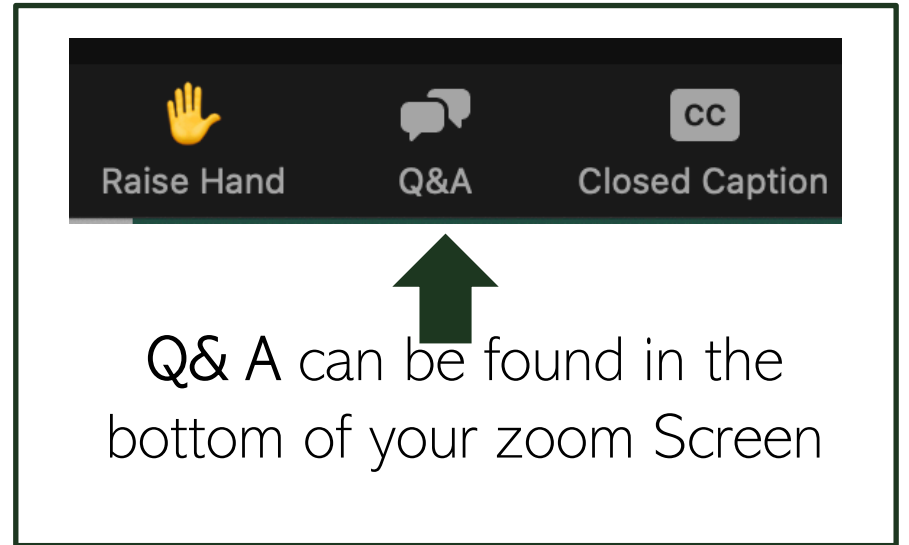 Raise Hand Q&A Closed Caption
CC
Q& A can be found in the
bottom of your zoom Screen